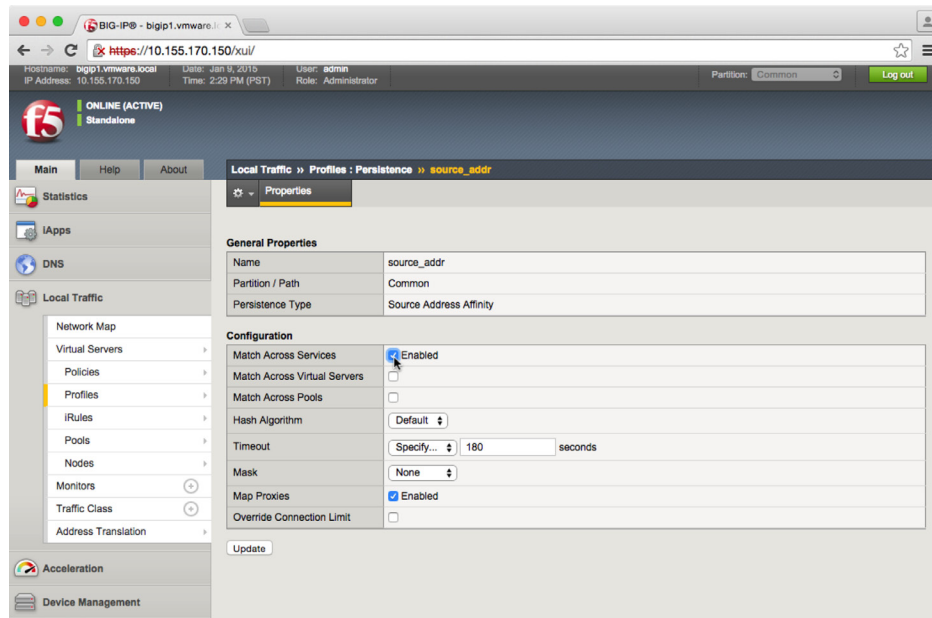 BIG-IP® - bigip1.vmware.l
https://10.155.170.150/xui/
Hostname: bigip1.vmware.local Date: Jan 9, 2015 User: admin
IP Address: 10.155.170.150 Time: 2:29 PM (PST) Role: Administrator
Partition: Common Log out
f5
ONLINE (ACTIVE)
Standalone
Main Help About
Local Traffic ›› Profiles : Persistence ›› source_addr
Properties
Statistics
iApps
DNS
Local Traffic
Network Map
Virtual Servers
Policies
Profiles
iRules
Pools
Nodes
Monitors
Traffic Class
Address Translation
Acceleration
Device Management
General Properties
Name source_addr
Partition / Path Common
Persistence Type Source Address Affinity
Configuration
Match Across Services Enabled
Match Across Virtual Servers
Match Across Pools
Hash Algorithm Default
Timeout Specify... 180 seconds
Mask None
Map Proxies Enabled
Override Connection Limit
Update